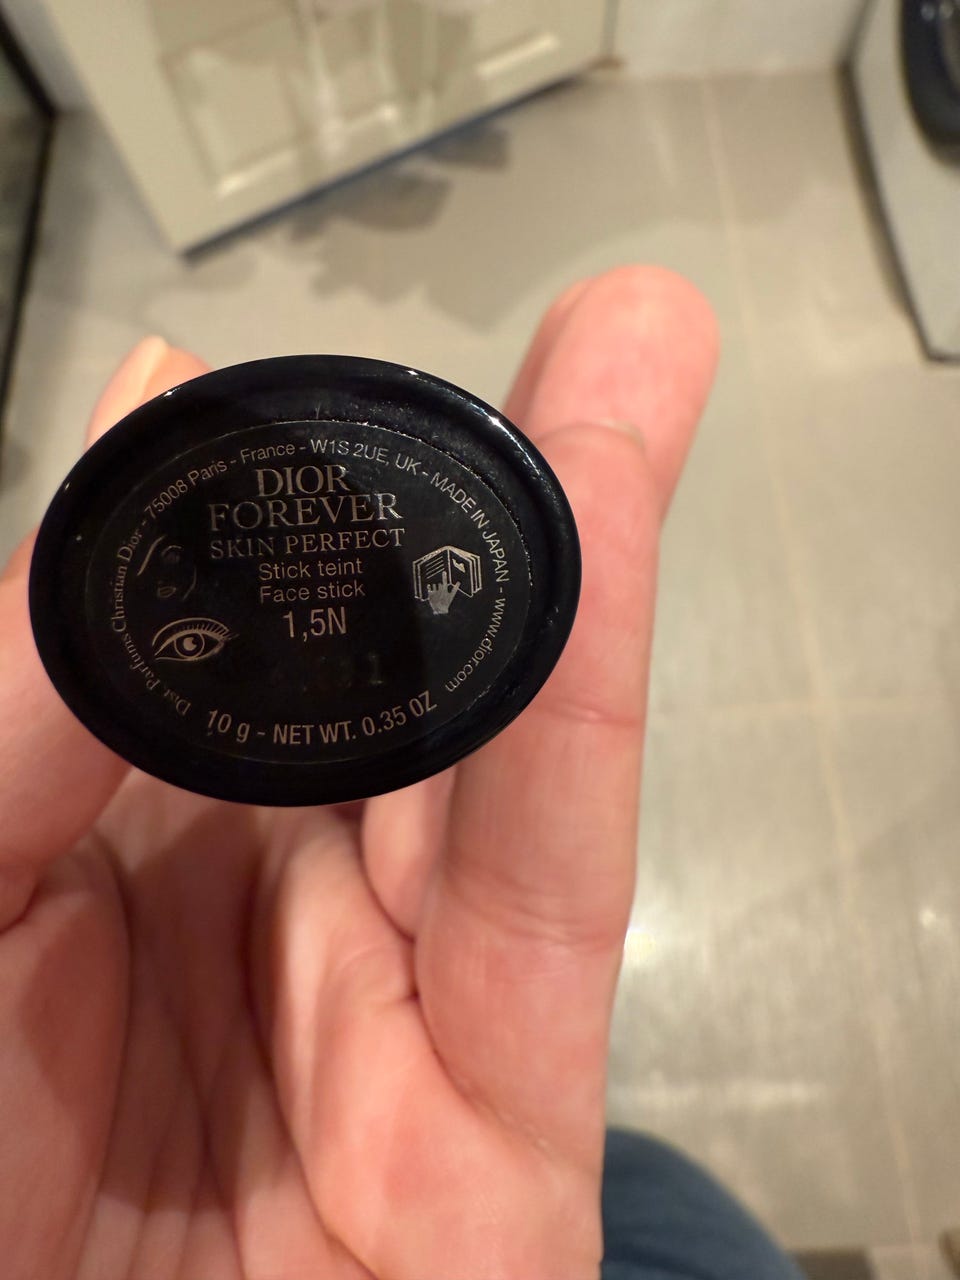 Dist. Parfums Christian Dior - 75008 Paris - France - W1S 2UE, UK - MADE IN JAPAN - www.dior.com
DIOR
FOREVER
SKIN PERFECT
Stick teint
Face stick
1,5N
10 g - NET WT. 0.35 OZ